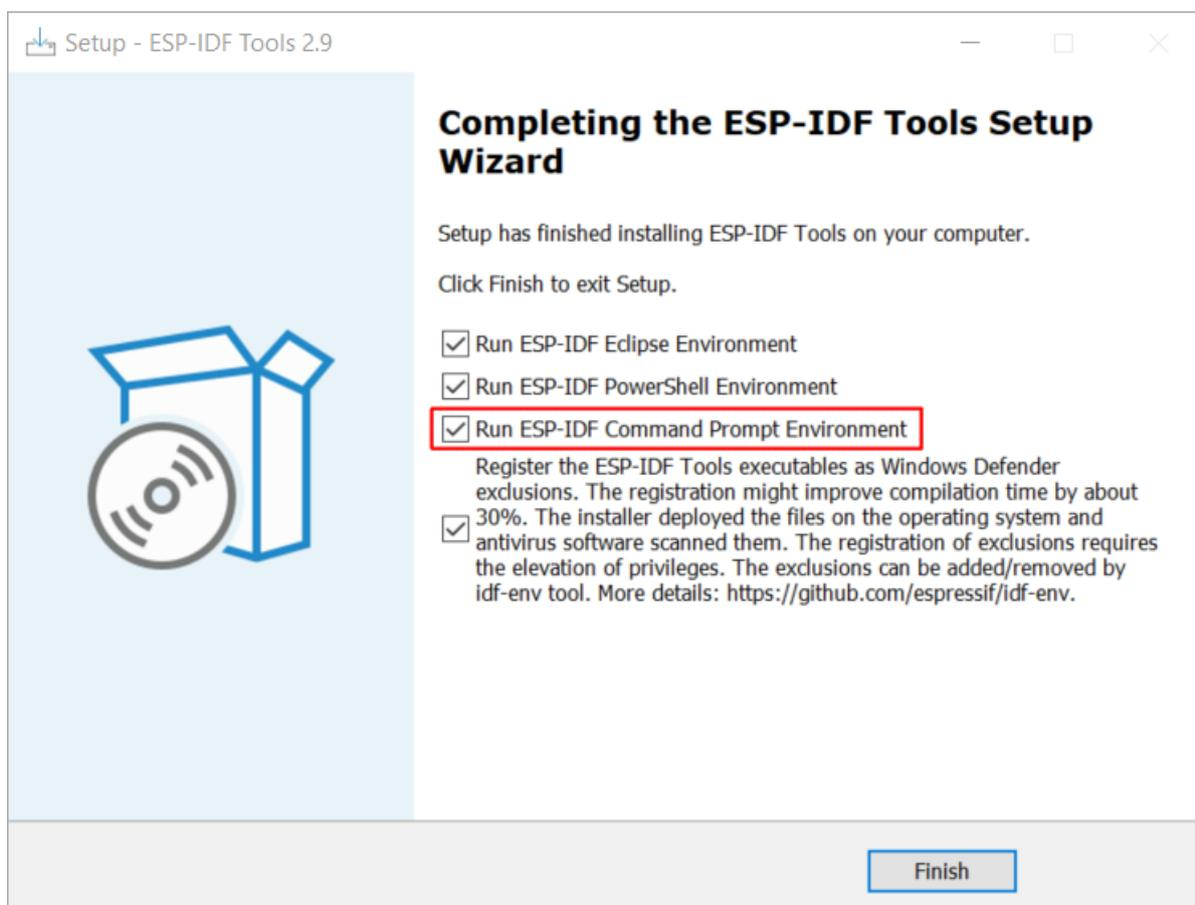 Setup - ESP-IDF Tools 2.9
Completing the ESP-IDF Tools Setup
Wizard
Setup has finished installing ESP-IDF Tools on your computer.
Click Finish to exit Setup.
Run ESP-IDF Eclipse Environment
Run ESP-IDF PowerShell Environment
Run ESP-IDF Command Prompt Environment
Register the ESP-IDF Tools executables as Windows Defender
exclusions. The registration might improve compilation time by about
30%. The installer deployed the files on the operating system and
antivirus software scanned them. The registration of exclusions requires
the elevation of privileges. The exclusions can be added/removed by
idf-env tool. More details: https://github.com/espressif/idf-env.
Finish